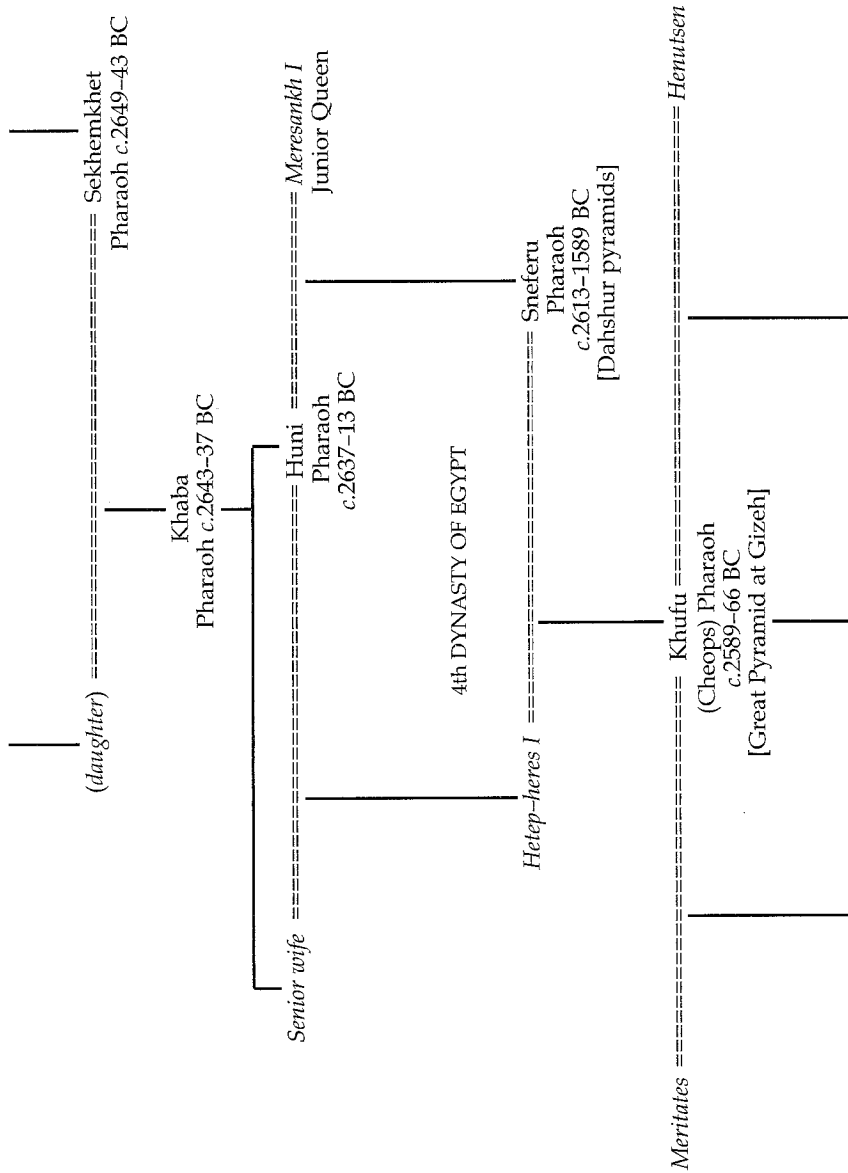 (daughter) ==================== Sekhemkhet
Pharaoh c.2649–43 BC
Khaba
Pharaoh c.2643–37 BC
Senior wife ==================== Huni ========== Meresankh I
Pharaoh
c.2637–13 BC
Junior Queen
4th DYNASTY OF EGYPT
Hetep–heres I ================ Sneferu
Pharaoh
c.2613–1589 BC
[Dahshur pyramids]
Meritates ==================== Khufu ==================== Henutsen
(Cheops) Pharaoh
c.2589–66 BC
[Great Pyramid at Gizeh]